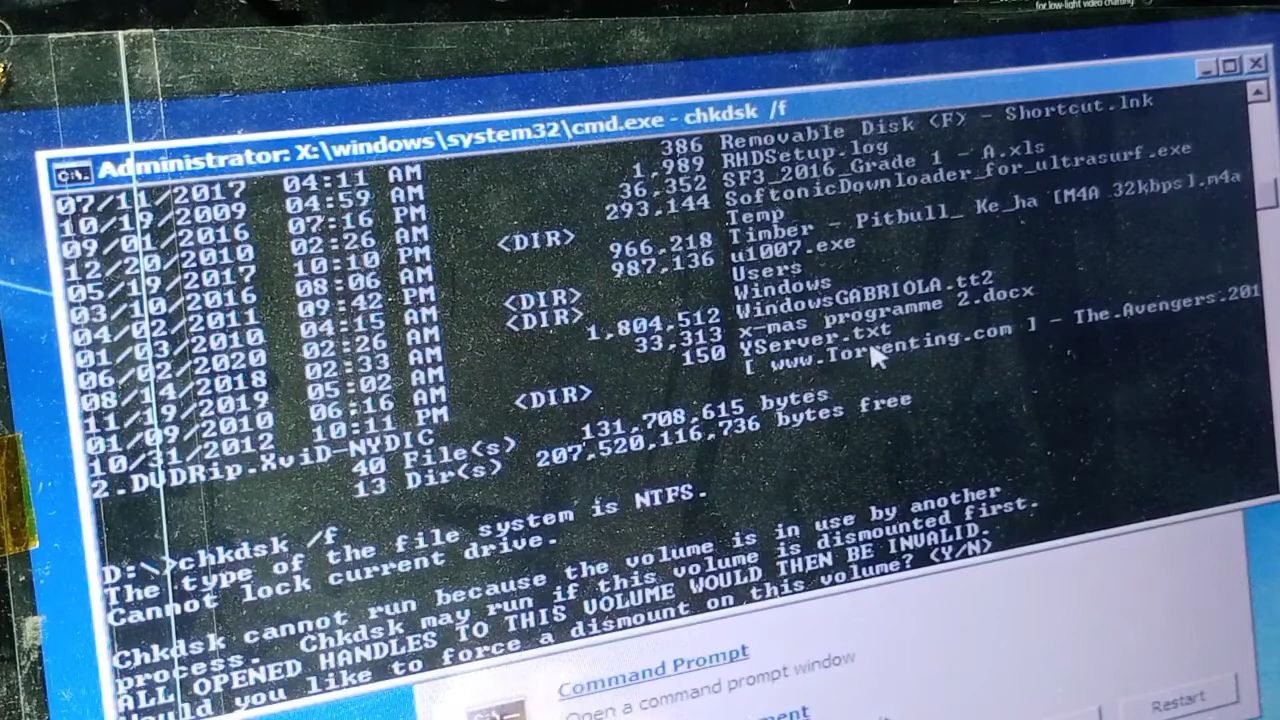 for low-light video chatting
Administrator: X:\windows\system32\cmd.exe - chkdsk /f
07/11/2017 04:11 AM 386 Removable Disk (F) - Shortcut.lnk
10/19/2009 04:59 AM 1,989 RHDSetup.log
09/01/2016 07:16 PM 36,352 SF3_2016_Grade 1 - A.xls
12/20/2010 02:26 AM 293,144 SoftonicDownloader_for_ultrasurf.exe
05/19/2017 10:10 PM <DIR> Temp
03/10/2016 08:06 AM 966,218 Timber - Pitbull_ Ke_ha [M4A 32kbps].m4a
04/02/2011 09:42 PM 987,136 u1007.exe
01/03/2010 04:15 AM <DIR> Users
06/02/2020 02:26 AM <DIR> Windows
08/14/2018 02:33 AM 1,804,512 WindowsGABRIOLA.tt2
11/19/2019 05:02 AM 33,313 x-mas programme 2.docx
01/09/2010 06:16 AM 150 YServer.txt
10/31/2012 10:11 PM <DIR> [ www.Torrenting.com ] - The.Avengers.201
2.DVDRip.XviD-NYDIC
40 File(s) 131,708,615 bytes
13 Dir(s) 207,520,116,736 bytes free
D:\>chkdsk /f
The type of the file system is NTFS.
Cannot lock current drive.
Chkdsk cannot run because the volume is in use by another
process. Chkdsk may run if this volume is dismounted first.
ALL OPENED HANDLES TO THIS VOLUME WOULD THEN BE INVALID.
Would you like to force a dismount on this volume? (Y/N)
Command Prompt
Open a command prompt window
Restart